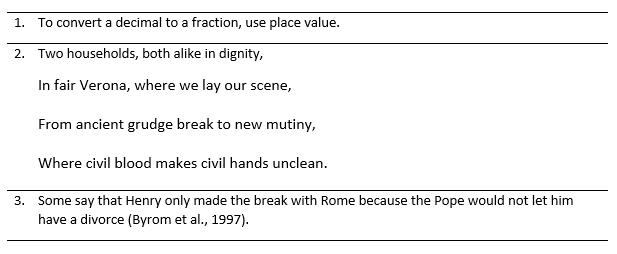 1. To convert a decimal to a fraction, use place value.
2. Two households, both alike in dignity,
In fair Verona, where we lay our scene,
From ancient grudge break to new mutiny,
Where civil blood makes civil hands unclean.
3. Some say that Henry only made the break with Rome because the Pope would not let him
have a divorce (Byrom et al., 1997).